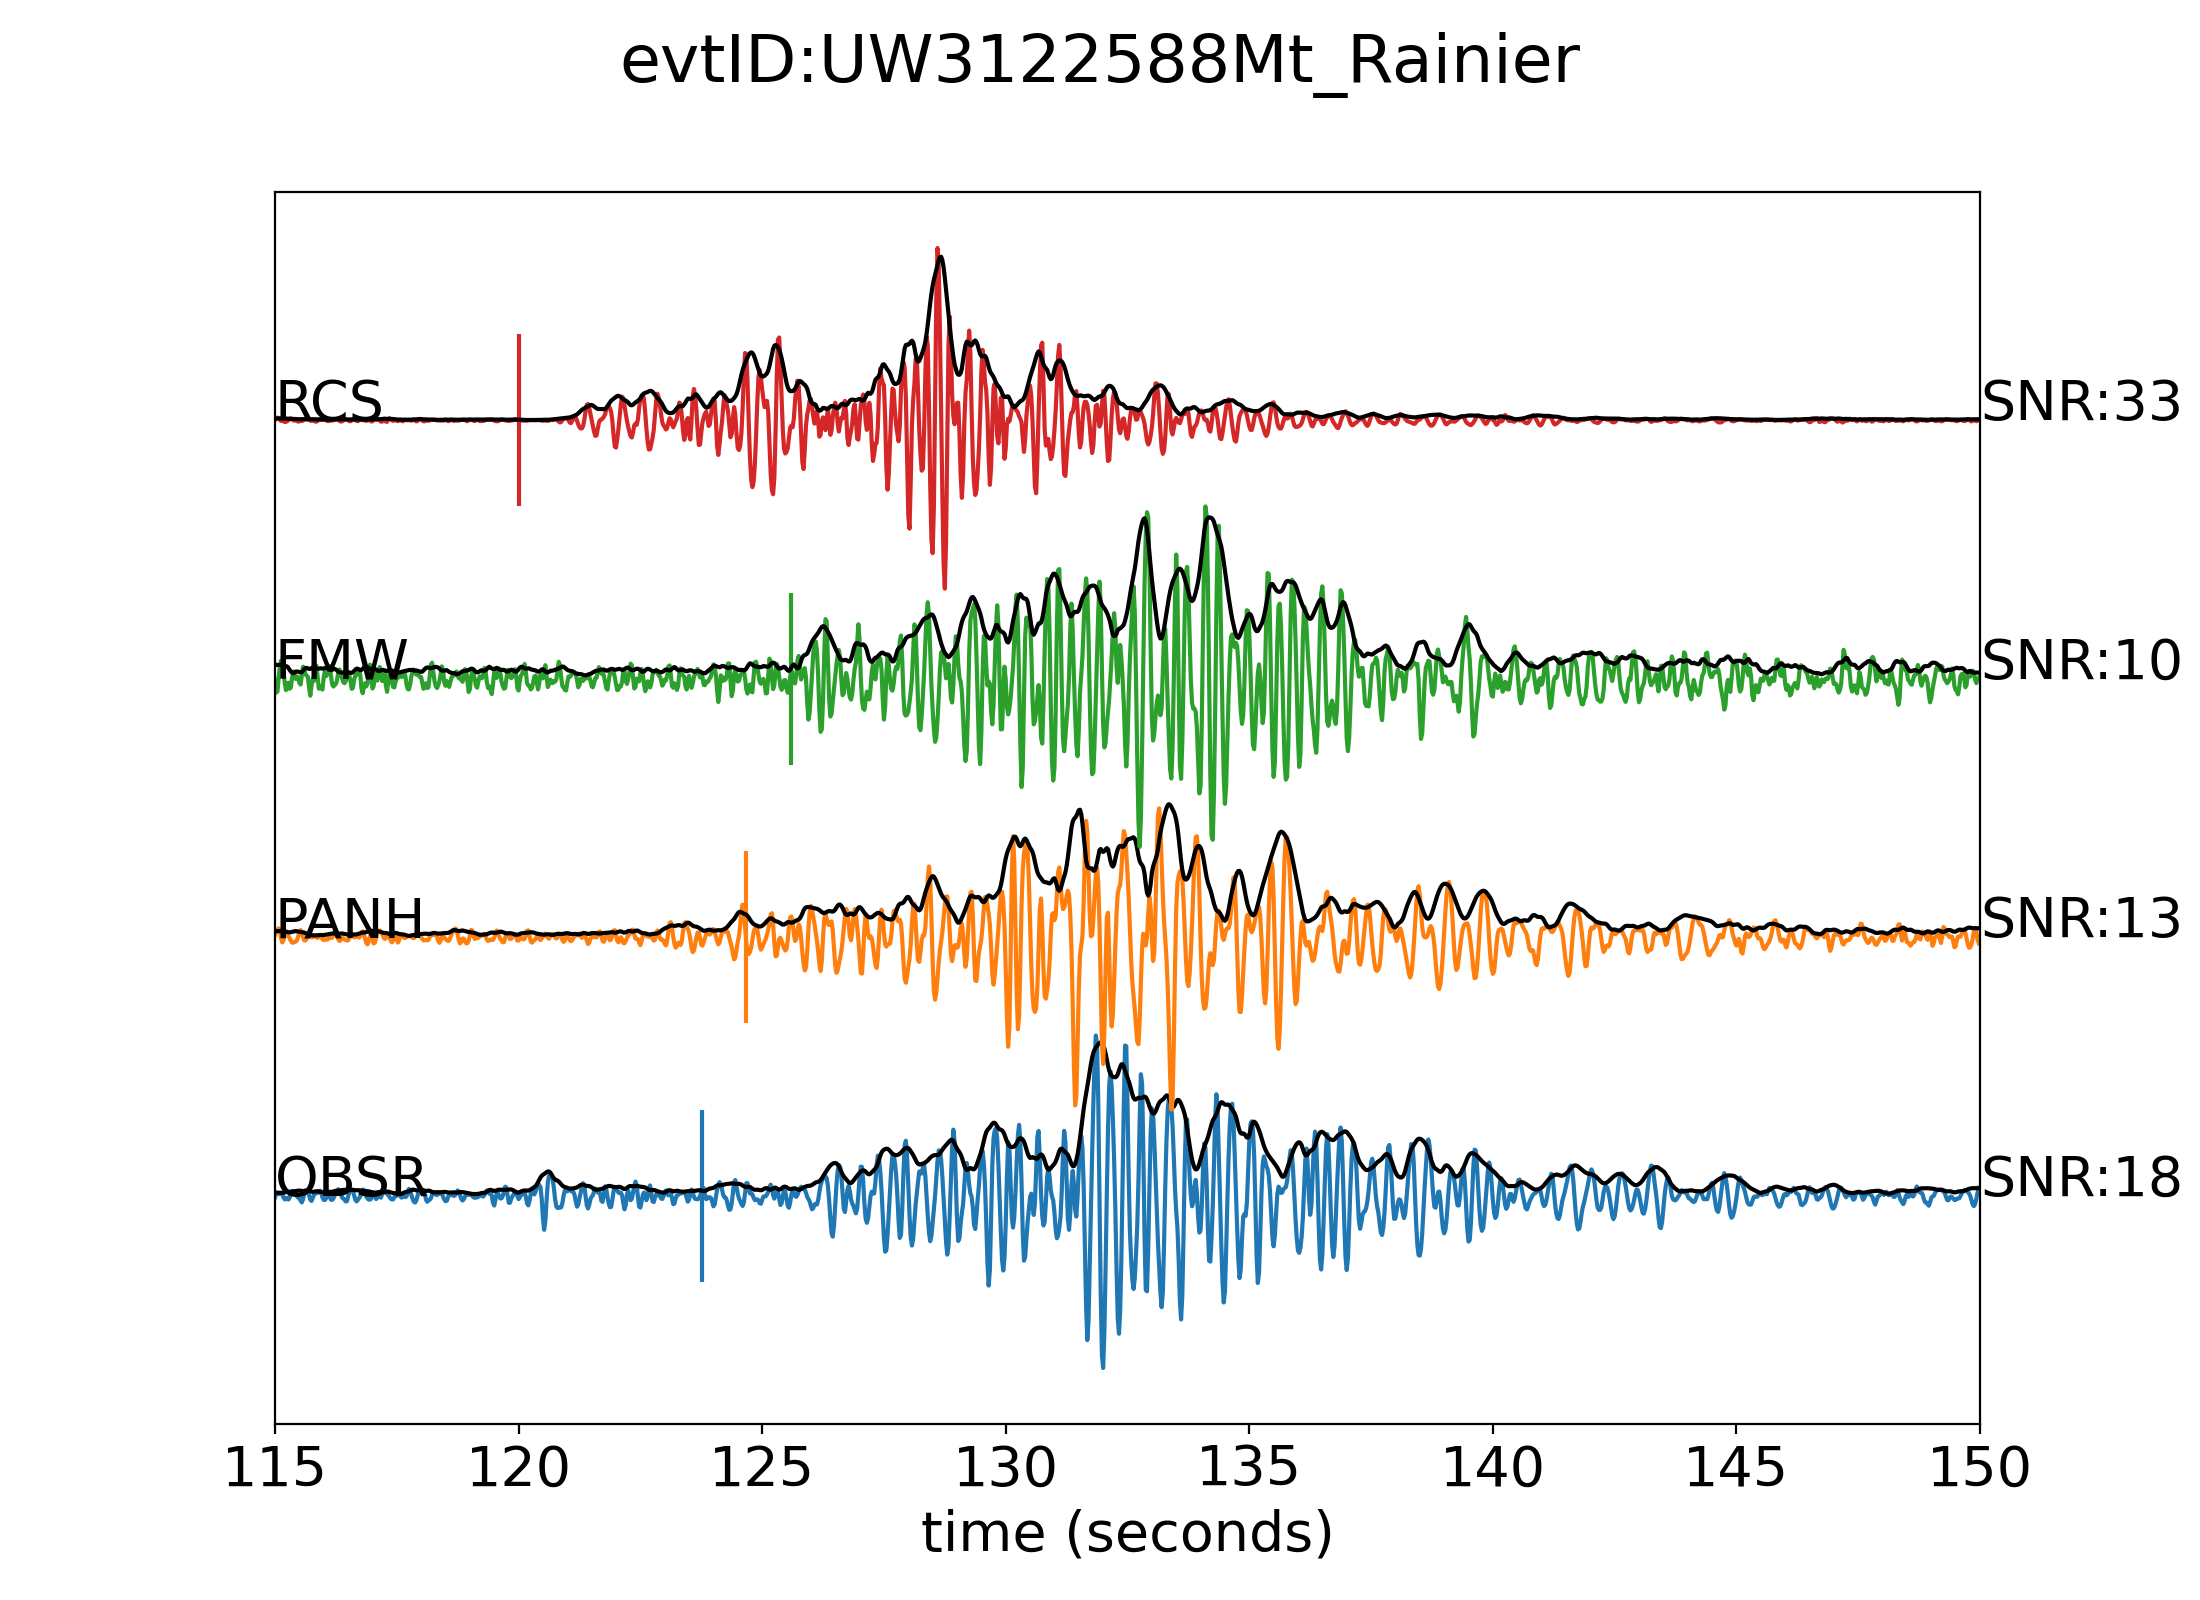 evtID:UW3122588Mt_Rainier
RCS SNR:33
FMW SNR:10
PANH SNR:13
OBSR SNR:18
115 120 125 130 135 140 145 150
time (seconds)